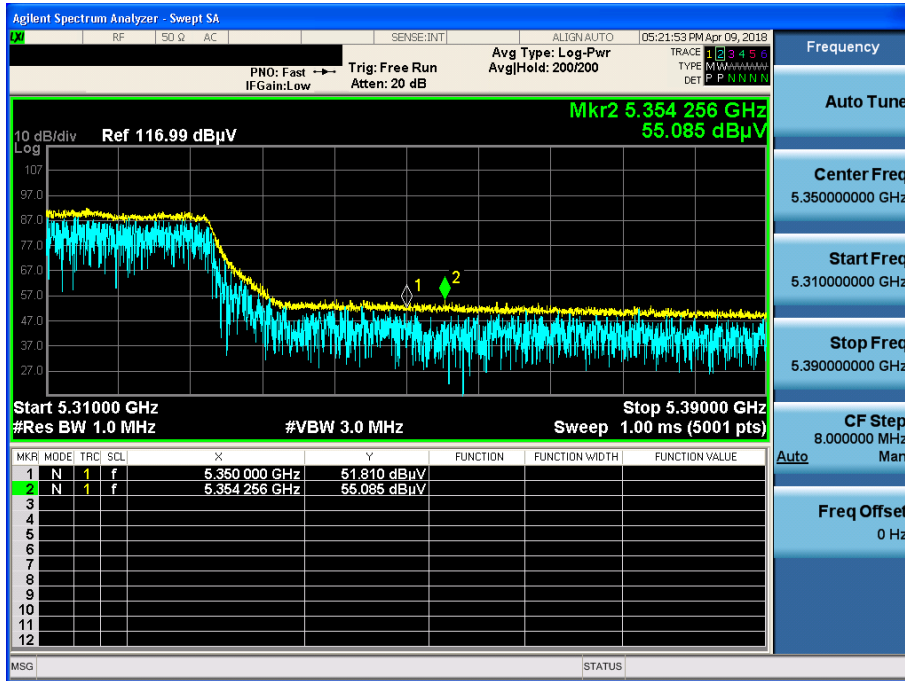 Agilent Spectrum Analyzer - Swept SA
LXI RF 50 Ω AC SENSE:INT ALIGN AUTO 05:21:53 PM Apr 09, 2018
PNO: Fast
IFGain:Low
Trig: Free Run
Atten: 20 dB
Avg Type: Log-Pwr
Avg|Hold: 200/200
TRACE 1 2 3 4 5 6
TYPE M W
DET P P N N N N
Mkr2 5.354 256 GHz
55.085 dBµV
10 dB/div Ref 116.99 dBµV
Log
107
97.0
87.0
77.0
67.0
57.0
47.0
37.0
27.0
1
2
Start 5.31000 GHz Stop 5.39000 GHz
#Res BW 1.0 MHz #VBW 3.0 MHz Sweep 1.00 ms (5001 pts)
MKR MODE TRC SCL X Y FUNCTION FUNCTION WIDTH FUNCTION VALUE
1 N 1 f 5.350 000 GHz 51.810 dBµV
2 N 1 f 5.354 256 GHz 55.085 dBµV
3
4
5
6
7
8
9
10
11
12
MSG STATUS
Frequency
Auto Tune
Center Freq
5.350000000 GHz
Start Freq
5.310000000 GHz
Stop Freq
5.390000000 GHz
CF Step
8.000000 MHz
Auto Man
Freq Offset
0 Hz